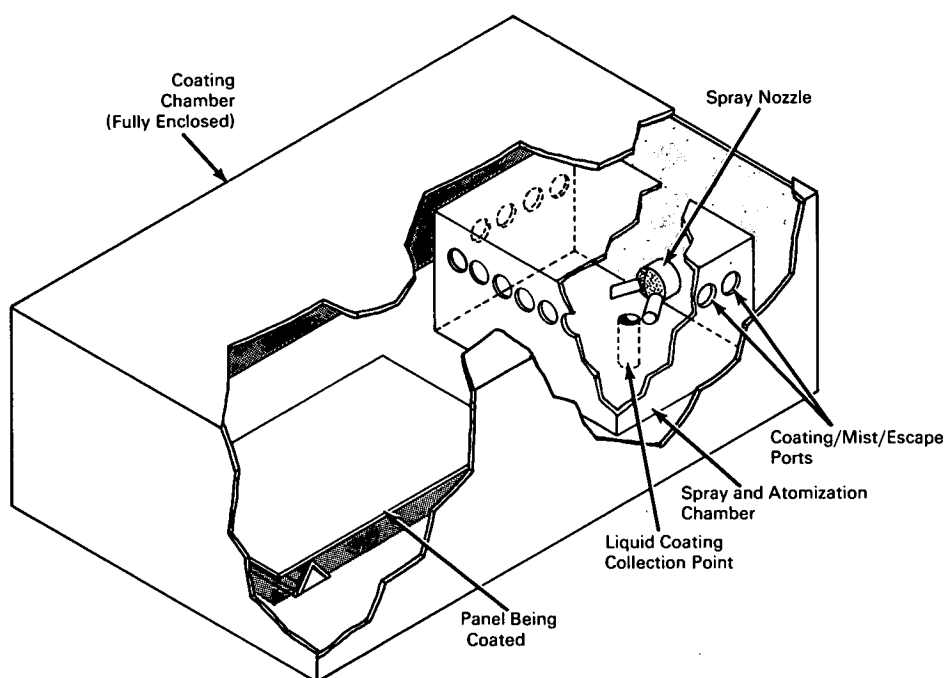 Coating
Chamber
(Fully Enclosed)
Spray Nozzle
Coating/Mist/Escape
Ports
Spray and Atomization
Chamber
Liquid Coating
Collection Point
Panel Being
Coated